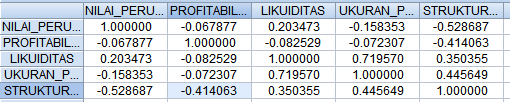 NILAI_PERU... PROFITABIL... LIKUIDITAS UKURAN_P... STRUKTUR...
NILAI_PERU... 1.000000 -0.067877 0.203473 -0.158353 -0.528687
PROFITABIL... -0.067877 1.000000 -0.082529 -0.072307 -0.414063
LIKUIDITAS 0.203473 -0.082529 1.000000 0.719570 0.350355
UKURAN_P... -0.158353 -0.072307 0.719570 1.000000 0.445649
STRUKTUR... -0.528687 -0.414063 0.350355 0.445649 1.000000